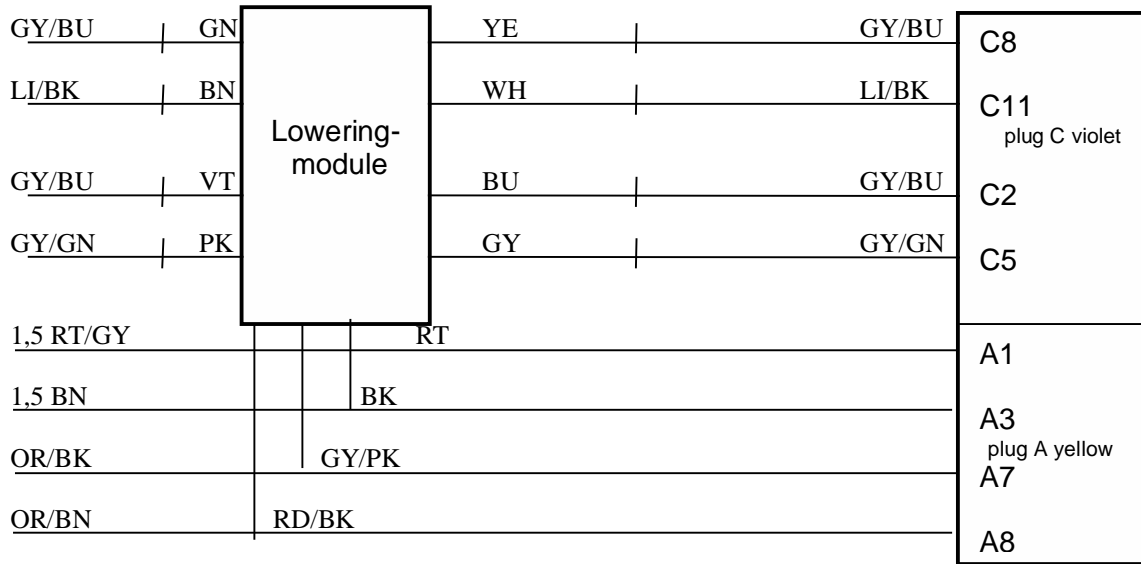 GY/BU GN YE GY/BU C8
LI/BK BN WH LI/BK C11
plug C violet
Lowering-
module
GY/BU VT BU GY/BU C2
GY/GN PK GY GY/GN C5
1,5 RT/GY RT A1
1,5 BN BK A3
plug A yellow
OR/BK GY/PK A7
OR/BN RD/BK A8